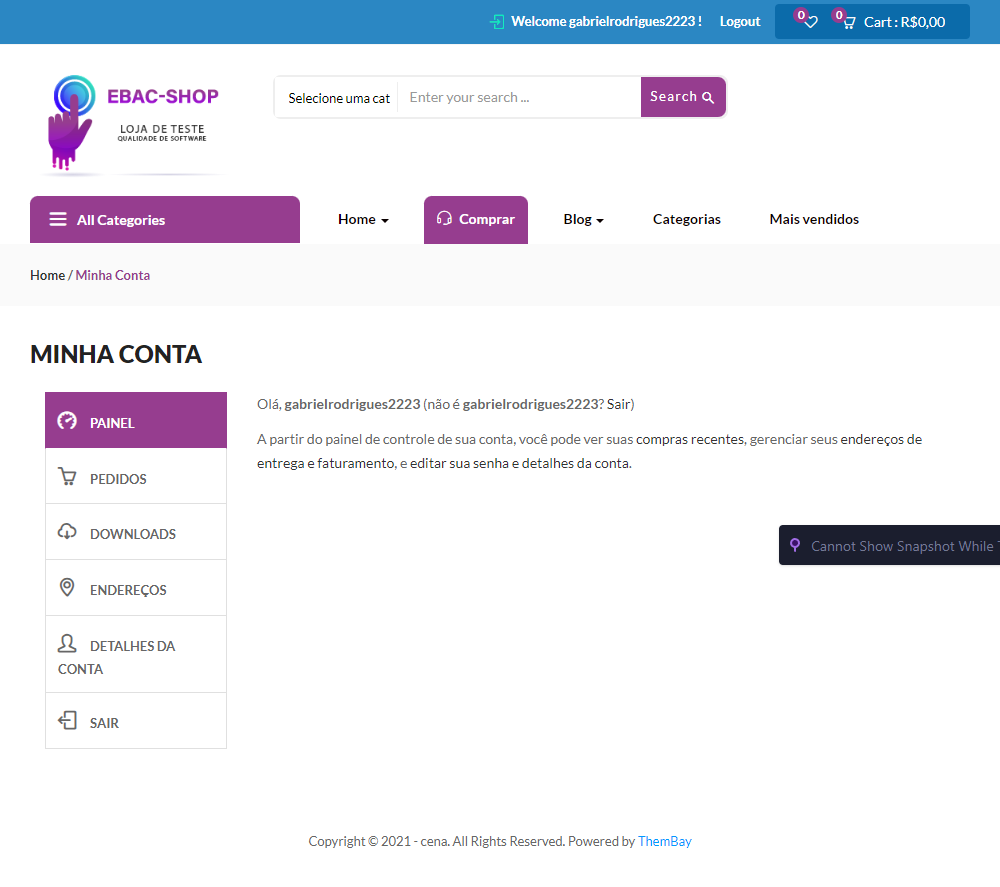 Welcome gabrielrodrigues2223 ! Logout 0 0 Cart : R$0,00
EBAC-SHOP
LOJA DE TESTE
QUALIDADE DE SOFTWARE
Selecione uma cat Enter your search ... Search
All Categories Home Comprar Blog Categorias Mais vendidos
Home / Minha Conta
MINHA CONTA
PAINEL
PEDIDOS
DOWNLOADS
ENDEREÇOS
DETALHES DA
CONTA
SAIR
Olá, gabrielrodrigues2223 (não é gabrielrodrigues2223? Sair)
A partir do painel de controle de sua conta, você pode ver suas compras recentes, gerenciar seus endereços de
entrega e faturamento, e editar sua senha e detalhes da conta.
Cannot Show Snapshot While
Copyright © 2021 - cena. All Rights Reserved. Powered by ThemBay